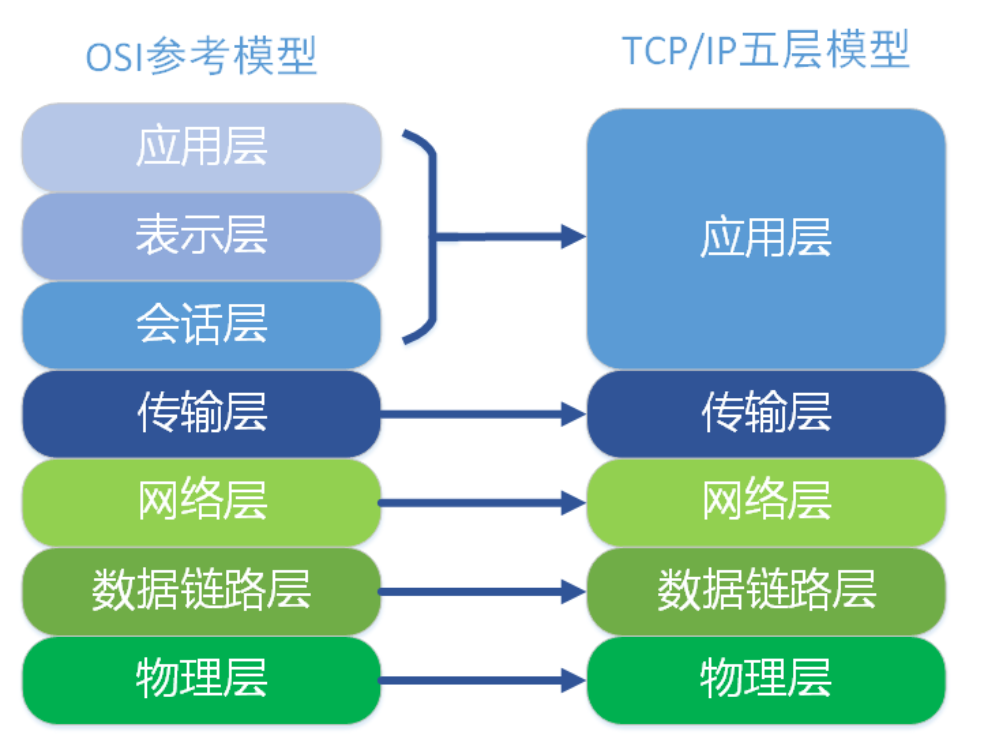 OSI参考模型
TCP/IP五层模型
应用层
表示层
会话层
传输层
网络层
数据链路层
物理层
应用层
传输层
网络层
数据链路层
物理层